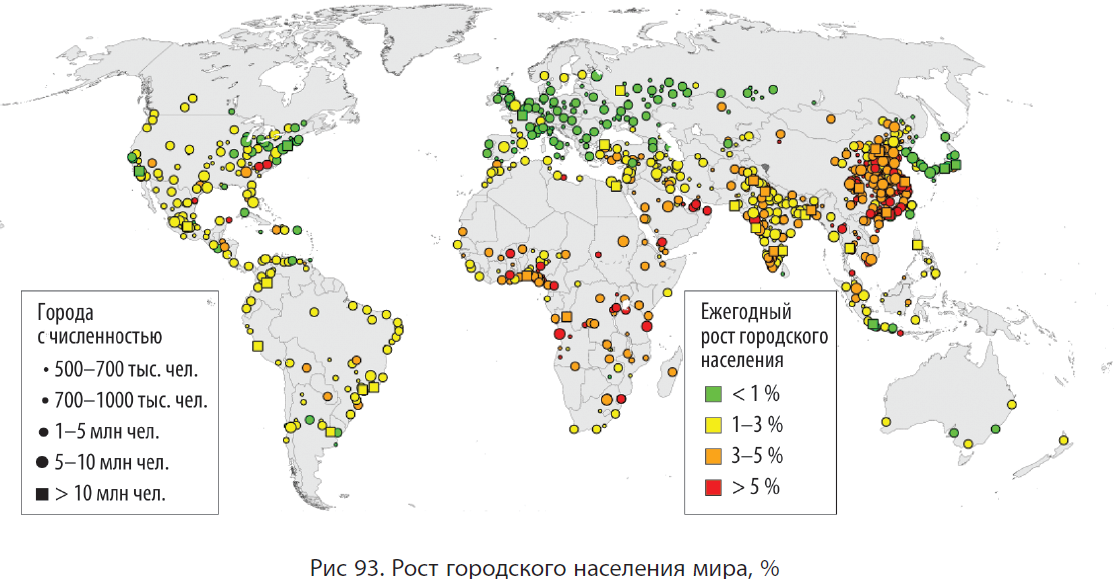 Города
с численностью
500–700 тыс. чел.
700–1000 тыс. чел.
1–5 млн чел.
5–10 млн чел.
> 10 млн чел.
Ежегодный
рост городского
населения
< 1 %
1–3 %
3–5 %
> 5 %
Рис 93. Рост городского населения мира, %